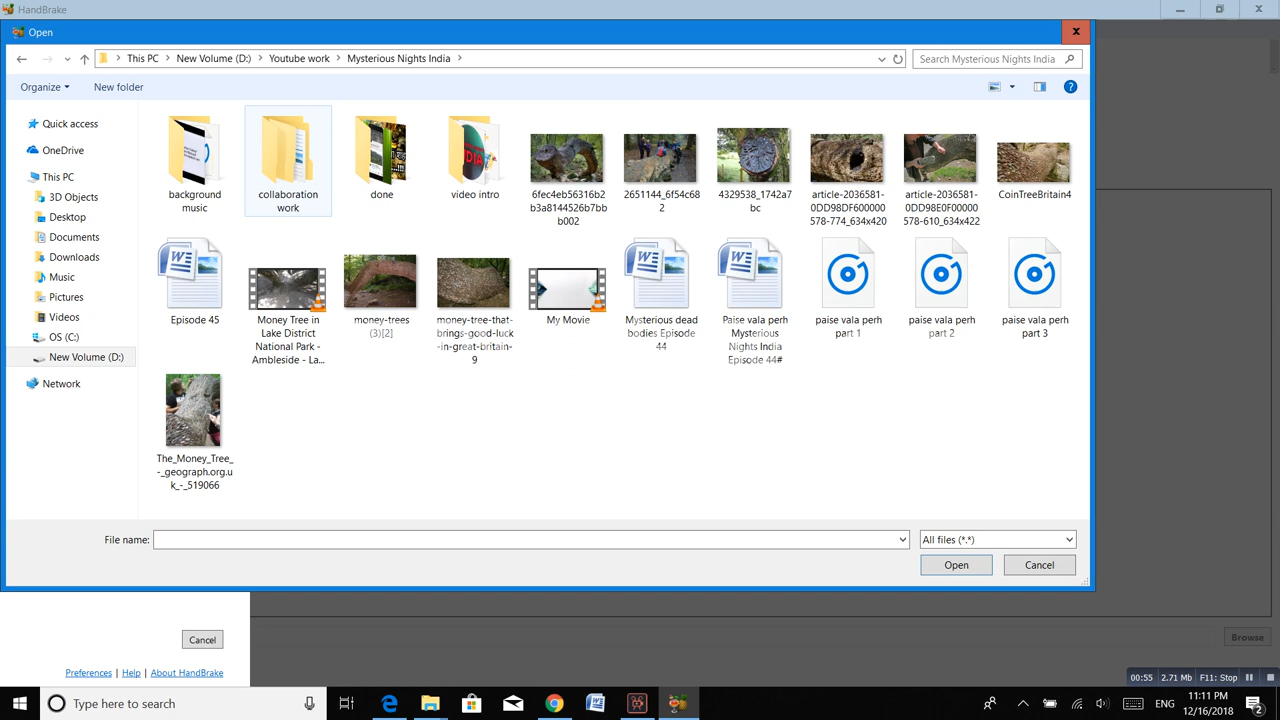 HandBrake
Open
This PC > New Volume (D:) > Youtube work > Mysterious Nights India >
Search Mysterious Nights India
Organize
New folder
Quick access
OneDrive
This PC
3D Objects
Desktop
Documents
Downloads
Music
Pictures
Videos
OS (C:)
New Volume (D:)
Network
background
music
collaboration
work
done
video intro
6fec4eb56316b2
b3a8144526b7bb
b002
2651144_6f54c68
2
4329538_1742a7
bc
article-2036581-
0DD98DF600000
578-774_634x420
article-2036581-
0DD98E0F00000
578-610_634x422
CoinTreeBritain4
Episode 45
Money Tree in
Lake District
National Park -
Ambleside - La...
money-trees
(3)[2]
money-tree-that-
brings-good-luck
-in-great-britain-
9
My Movie
Mysterious dead
bodies Episode
44
Paise vala perh
Mysterious
Nights India
Episode 44#
paise vala perh
part 1
paise vala perh
part 2
paise vala perh
part 3
The_Money_Tree_
-_geograph.org.u
k_-_519066
File name:
All files (*.*)
Open
Cancel
Cancel
Browse
Preferences | Help | About HandBrake
00:55 2.71 Mb F11: Stop
Type here to search
ENG
11:11 PM
12/16/2018
2